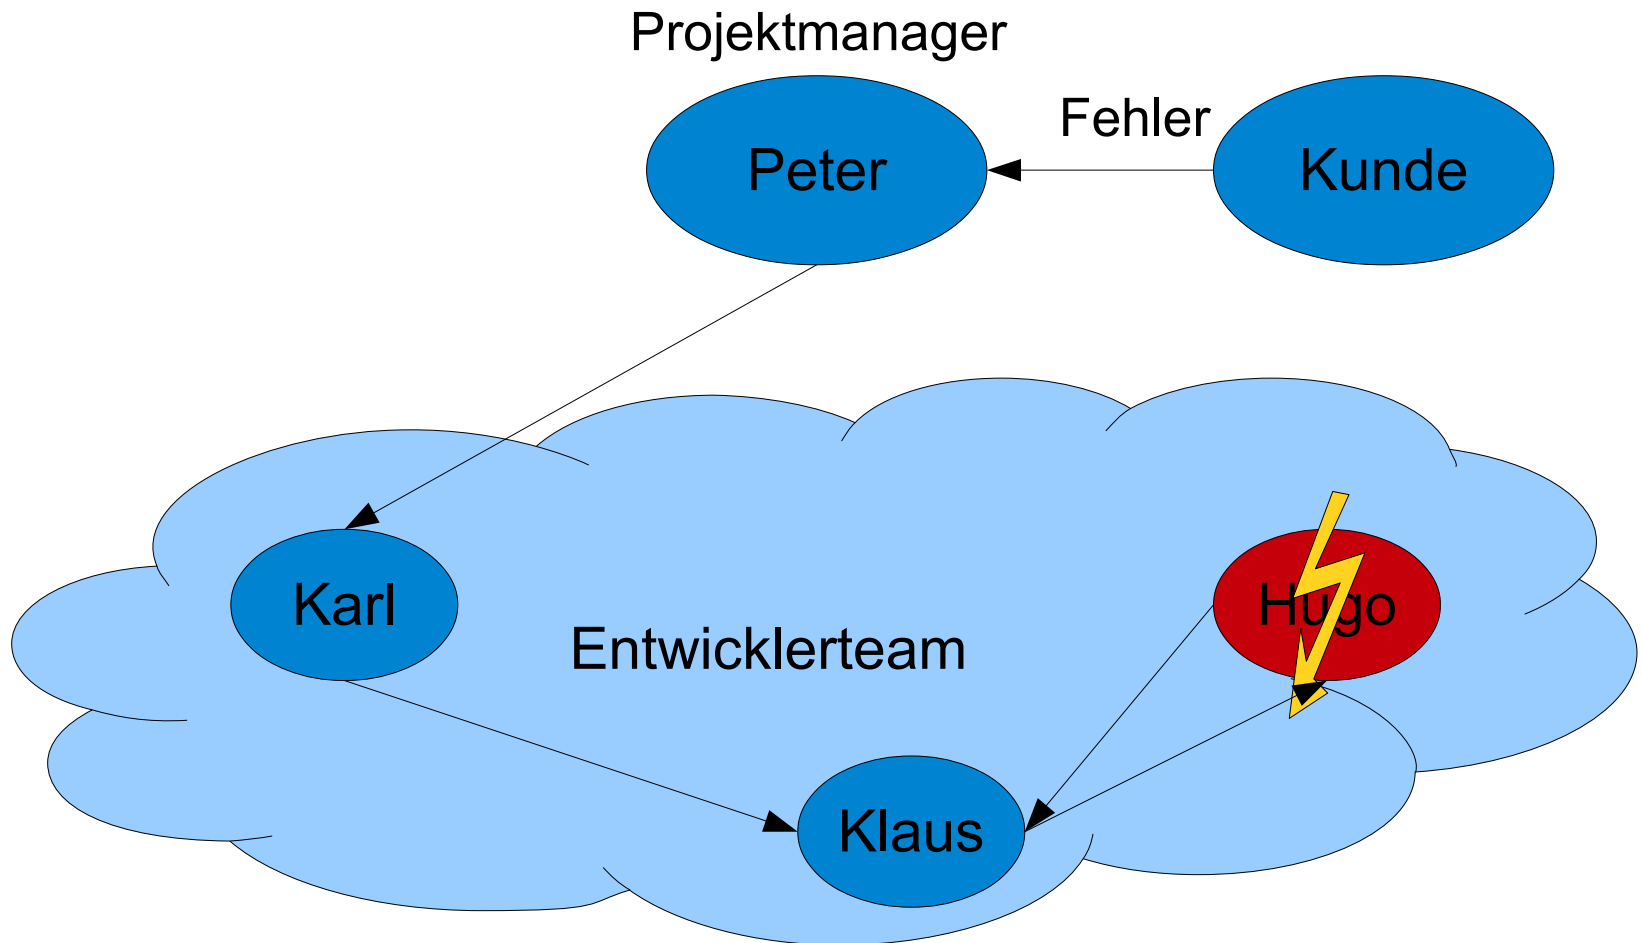 Projektmanager
Fehler
Peter
Kunde
Karl
Hugo
Entwicklerteam
Klaus